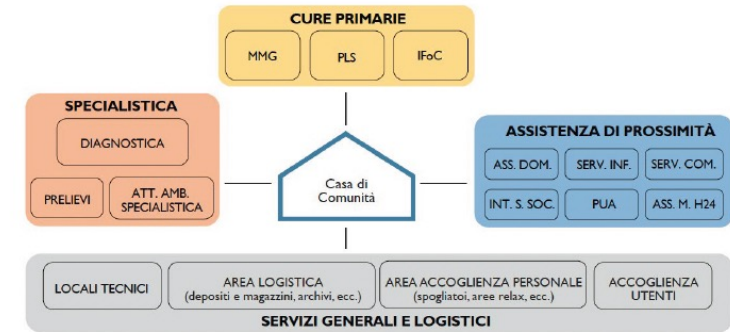 CURE PRIMARIE
MMG
PLS
IFoC
SPECIALISTICA
DIAGNOSTICA
PRELIEVI
ATT. AMB.
SPECIALISTICA
Casa di
Comunità
ASSISTENZA DI PROSSIMITÀ
ASS. DOM.
SERV. INF.
SERV. COM.
INT. S. SOC.
PUA
ASS. M. H24
LOCALI TECNICI
AREA LOGISTICA
(depositi e magazzini, archivi, ecc.)
AREA ACCOGLIENZA PERSONALE
(spogliatoi, aree relax, ecc.)
ACCOGLIENZA
UTENTI
SERVIZI GENERALI E LOGISTICI